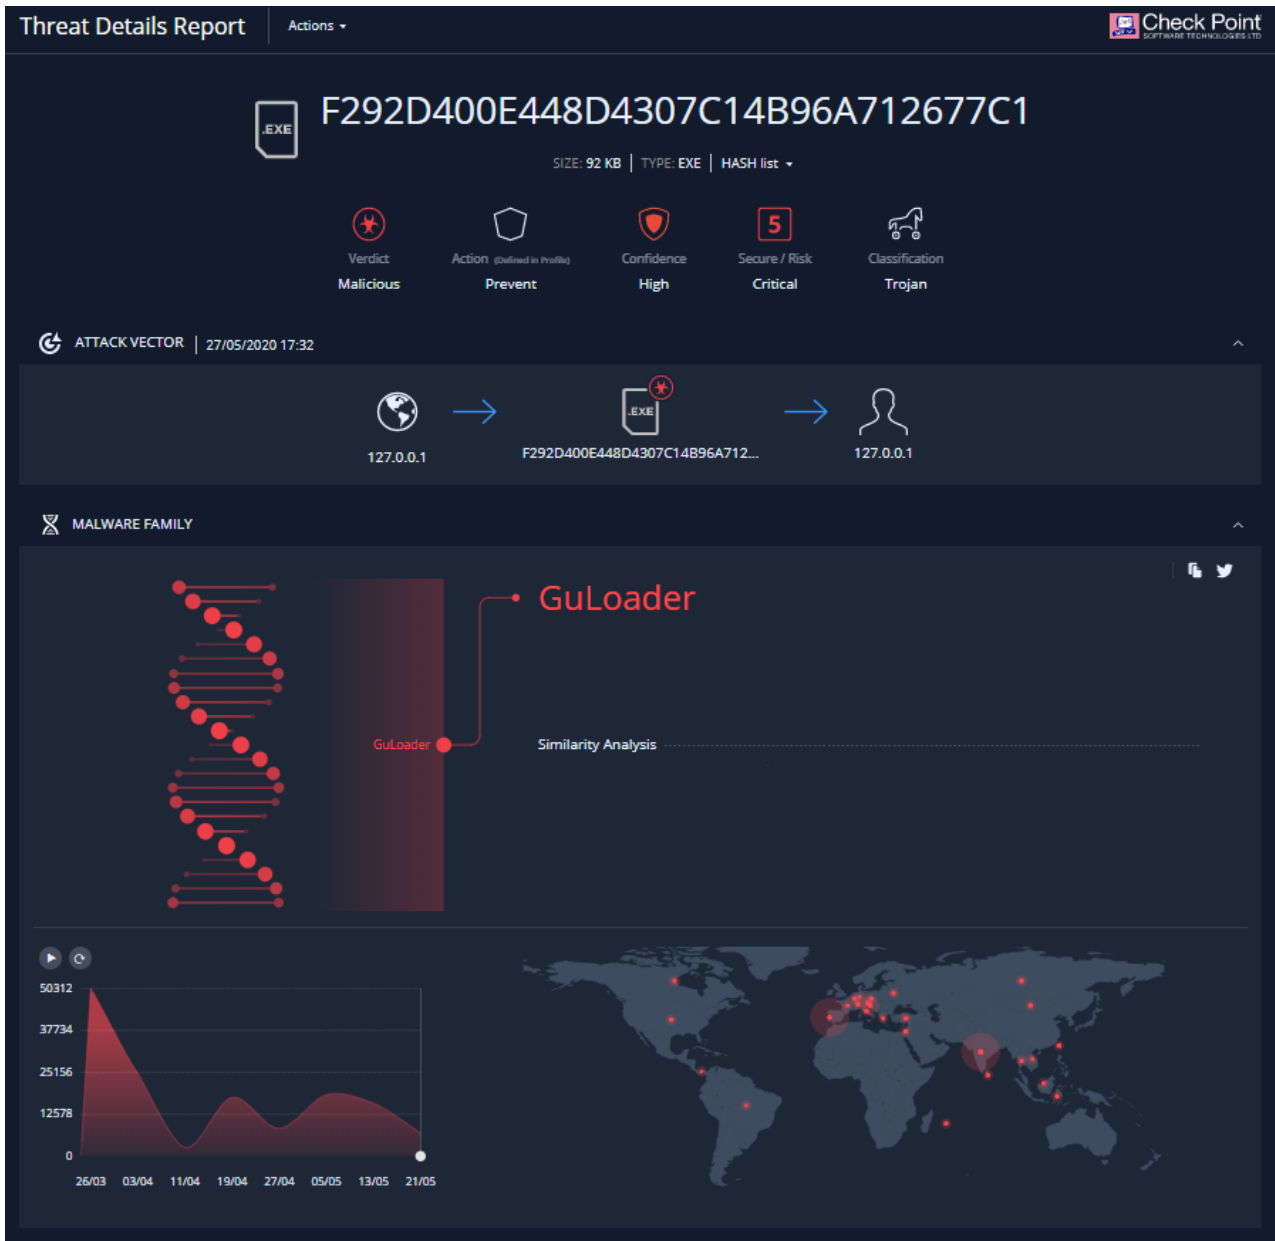 Threat Details Report Actions
Check Point
SOFTWARE TECHNOLOGIES LTD
.EXE
F292D400E448D4307C14B96A712677C1
SIZE: 92 KB | TYPE: EXE | HASH list
5
Verdict Action (Defined in Profile) Confidence Secure / Risk Classification
Malicious Prevent High Critical Trojan
ATTACK VECTOR | 27/05/2020 17:32
.EXE
127.0.0.1 F292D400E448D4307C14B96A712... 127.0.0.1
MALWARE FAMILY
GuLoader
GuLoader Similarity Analysis
50312
37734
25156
12578
0
26/03 03/04 11/04 19/04 27/04 05/05 13/05 21/05